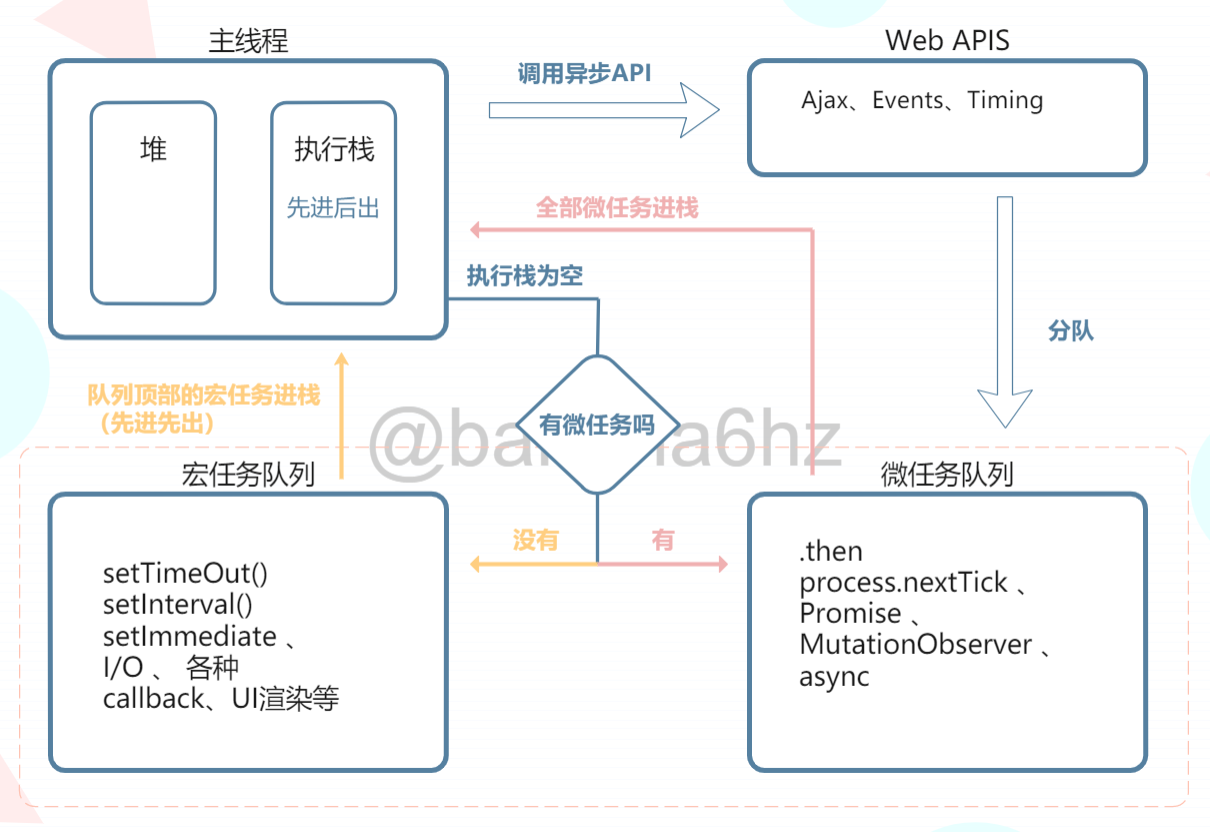 主线程
Web APIS
调用异步API
Ajax、Events、Timing
堆
执行栈
先进后出
全部微任务进栈
执行栈为空
分队
队列顶部的宏任务进栈
（先进先出）
有微任务吗
宏任务队列
微任务队列
没有
有
setTimeOut()
setInterval()
setImmediate 、
I/O 、 各种
callback、UI渲染等
.then
process.nextTick 、
Promise 、
MutationObserver 、
async